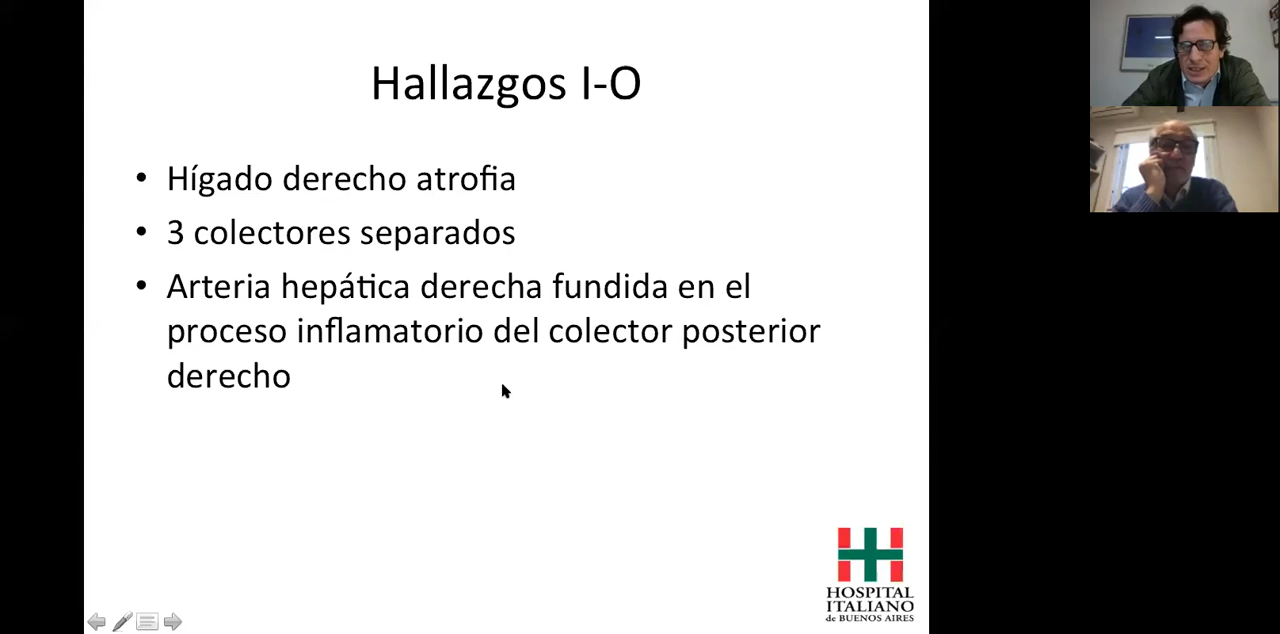 Hallazgos I-O
• Hígado derecho atrofia
• 3 colectores separados
• Arteria hepática derecha fundida en el
proceso inflamatorio del colector posterior
derecho
HOSPITAL
ITALIANO
de BUENOS AIRES